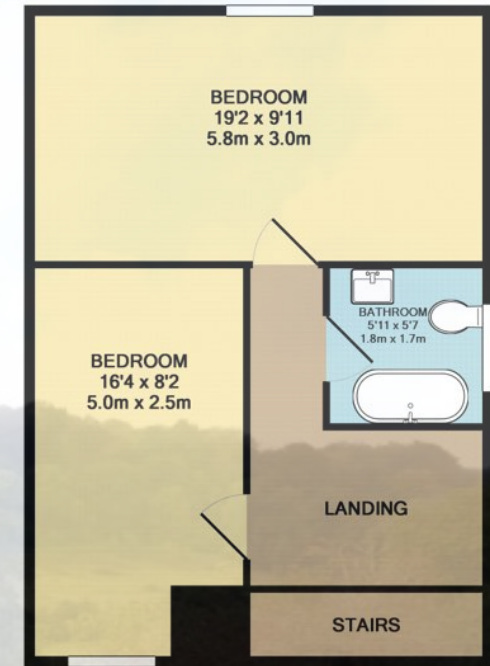 BEDROOM
19'2 x 9'11
5.8m x 3.0m
BATHROOM
5'11 x 5'7
1.8m x 1.7m
BEDROOM
16'4 x 8'2
5.0m x 2.5m
LANDING
STAIRS